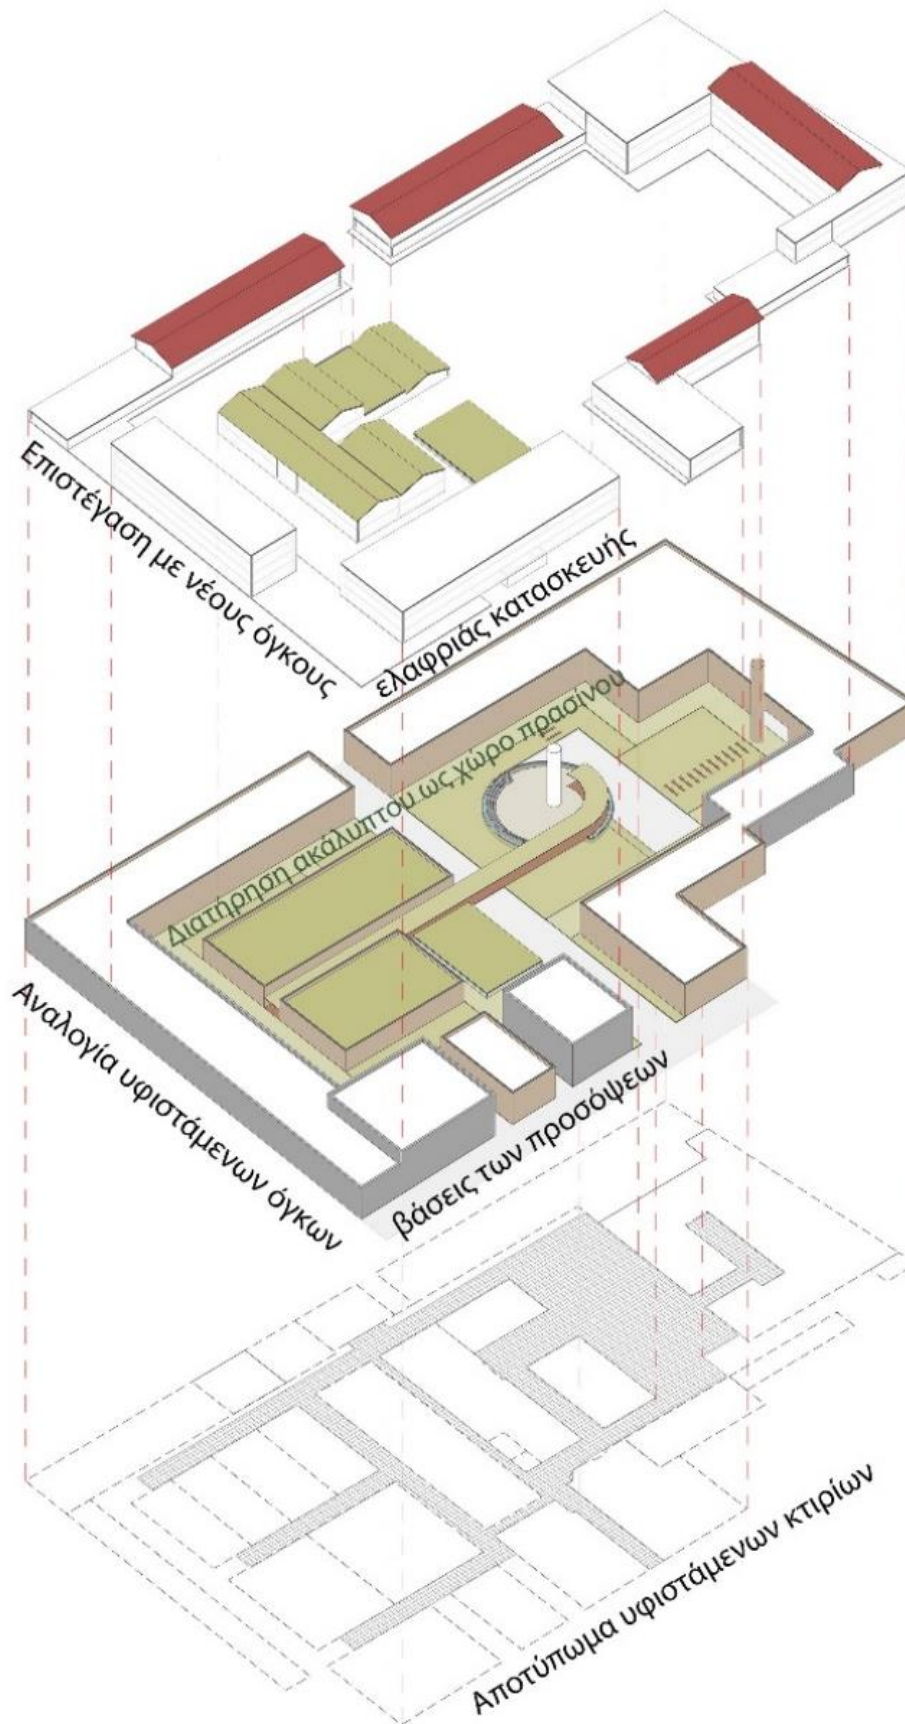 Επιστέγαση με νέους όγκους
ελαφριάς κατασκευής
Διατήρηση ακάλυπτου ως χώρο πρασίνου
Αναλογία υφιστάμενων όγκων
βάσεις των προσόψεων
Αποτύπωμα υφιστάμενων κτιρίων